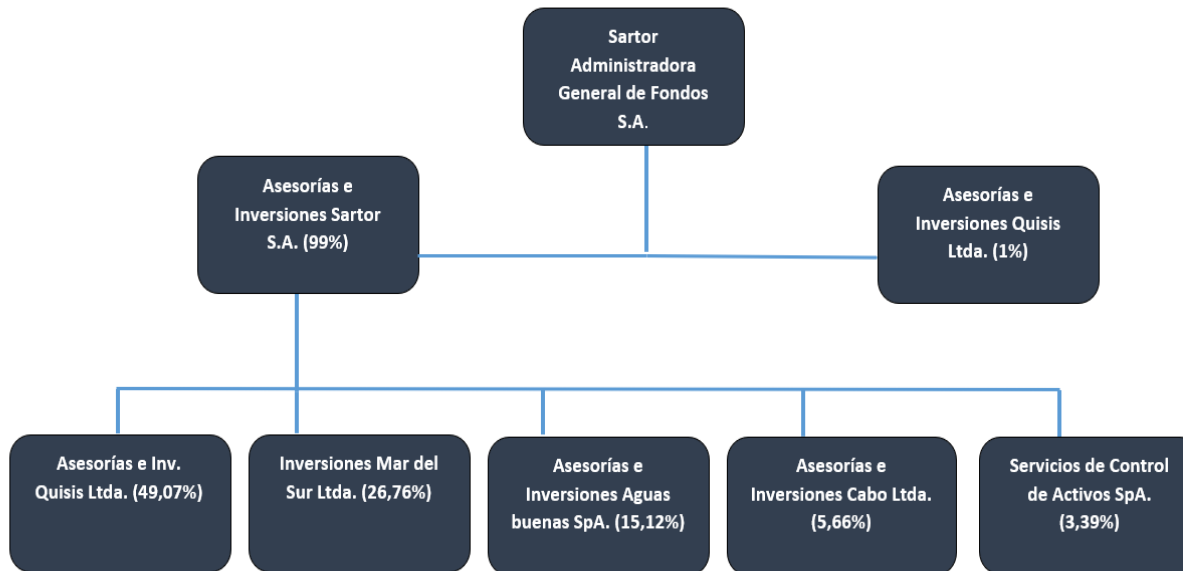 Sartor
Administradora
General de Fondos
S.A.
Asesorías e
Inversiones Sartor
S.A. (99%)
Asesorías e
Inversiones Quisis
Ltda. (1%)
Asesorías e Inv.
Quisis Ltda. (49,07%)
Inversiones Mar del
Sur Ltda. (26,76%)
Asesorías e
Inversiones Aguas
buenas SpA. (15,12%)
Asesorías e
Inversiones Cabo Ltda.
(5,66%)
Servicios de Control
de Activos SpA.
(3,39%)